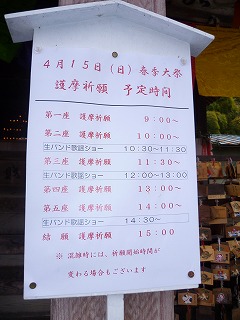 ４月１５日（日）春季大祭
護摩祈願　予定時間
第一座　護摩祈願　９：００～
第二座　護摩祈願　１０：００～
生バンド歌謡ショー　１０：３０～１１：３０
第三座　護摩祈願　１１：３０～
生バンド歌謡ショー　１２：００～１３：００
第四座　護摩祈願　１３：００～
第五座　護摩祈願　１４：００～
生バンド歌謡ショー　１４：３０～
結　願　護摩祈願　１５：００～
※ 混雑時には、祈願開始時間が
変わる場合もございます